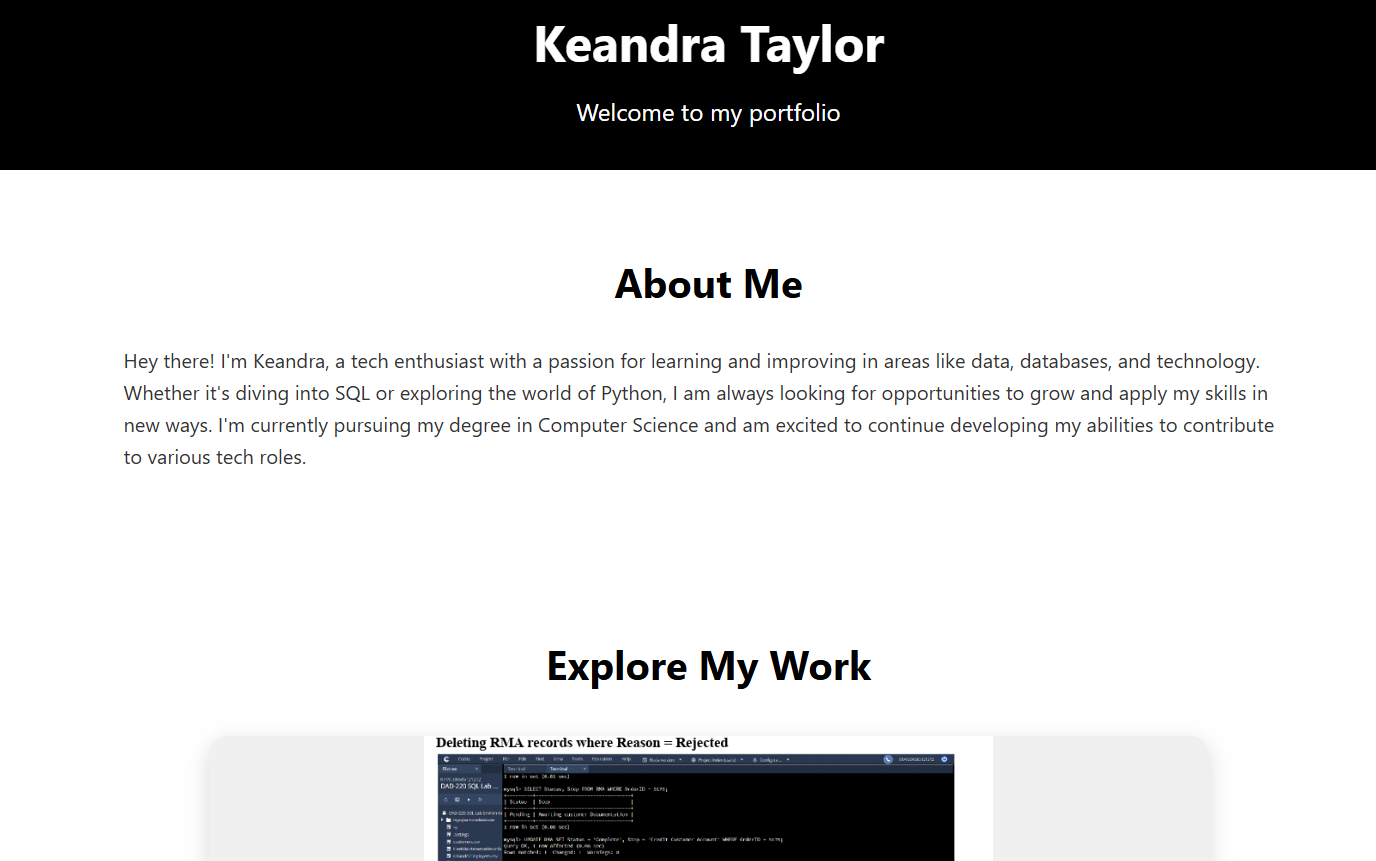 Keandra Taylor
Welcome to my portfolio
About Me
Hey there! I'm Keandra, a tech enthusiast with a passion for learning and improving in areas like data, databases, and technology.
Whether it's diving into SQL or exploring the world of Python, I am always looking for opportunities to grow and apply my skills in
new ways. I'm currently pursuing my degree in Computer Science and am excited to continue developing my abilities to contribute
to various tech roles.
Explore My Work
Deleting RMA records where Reason = Rejected
Project
Help
Terminal Terminal
1 row in set (0.01 sec)
DAD-220 SQL Lab ...
mysql> SELECT Status, Step FROM RMA WHERE OrderID =
| Status | Step |
| Pending | Awaiting customer Documentation |
1 row in set (0.00 sec)
mysql> UPDATE RMA SET Status = 'Complete', Step = 'Credit Customer Account' WHERE OrderID =
Query OK, 1 row affected
Rows matched: 1 Changed: 1 Warnings: 0